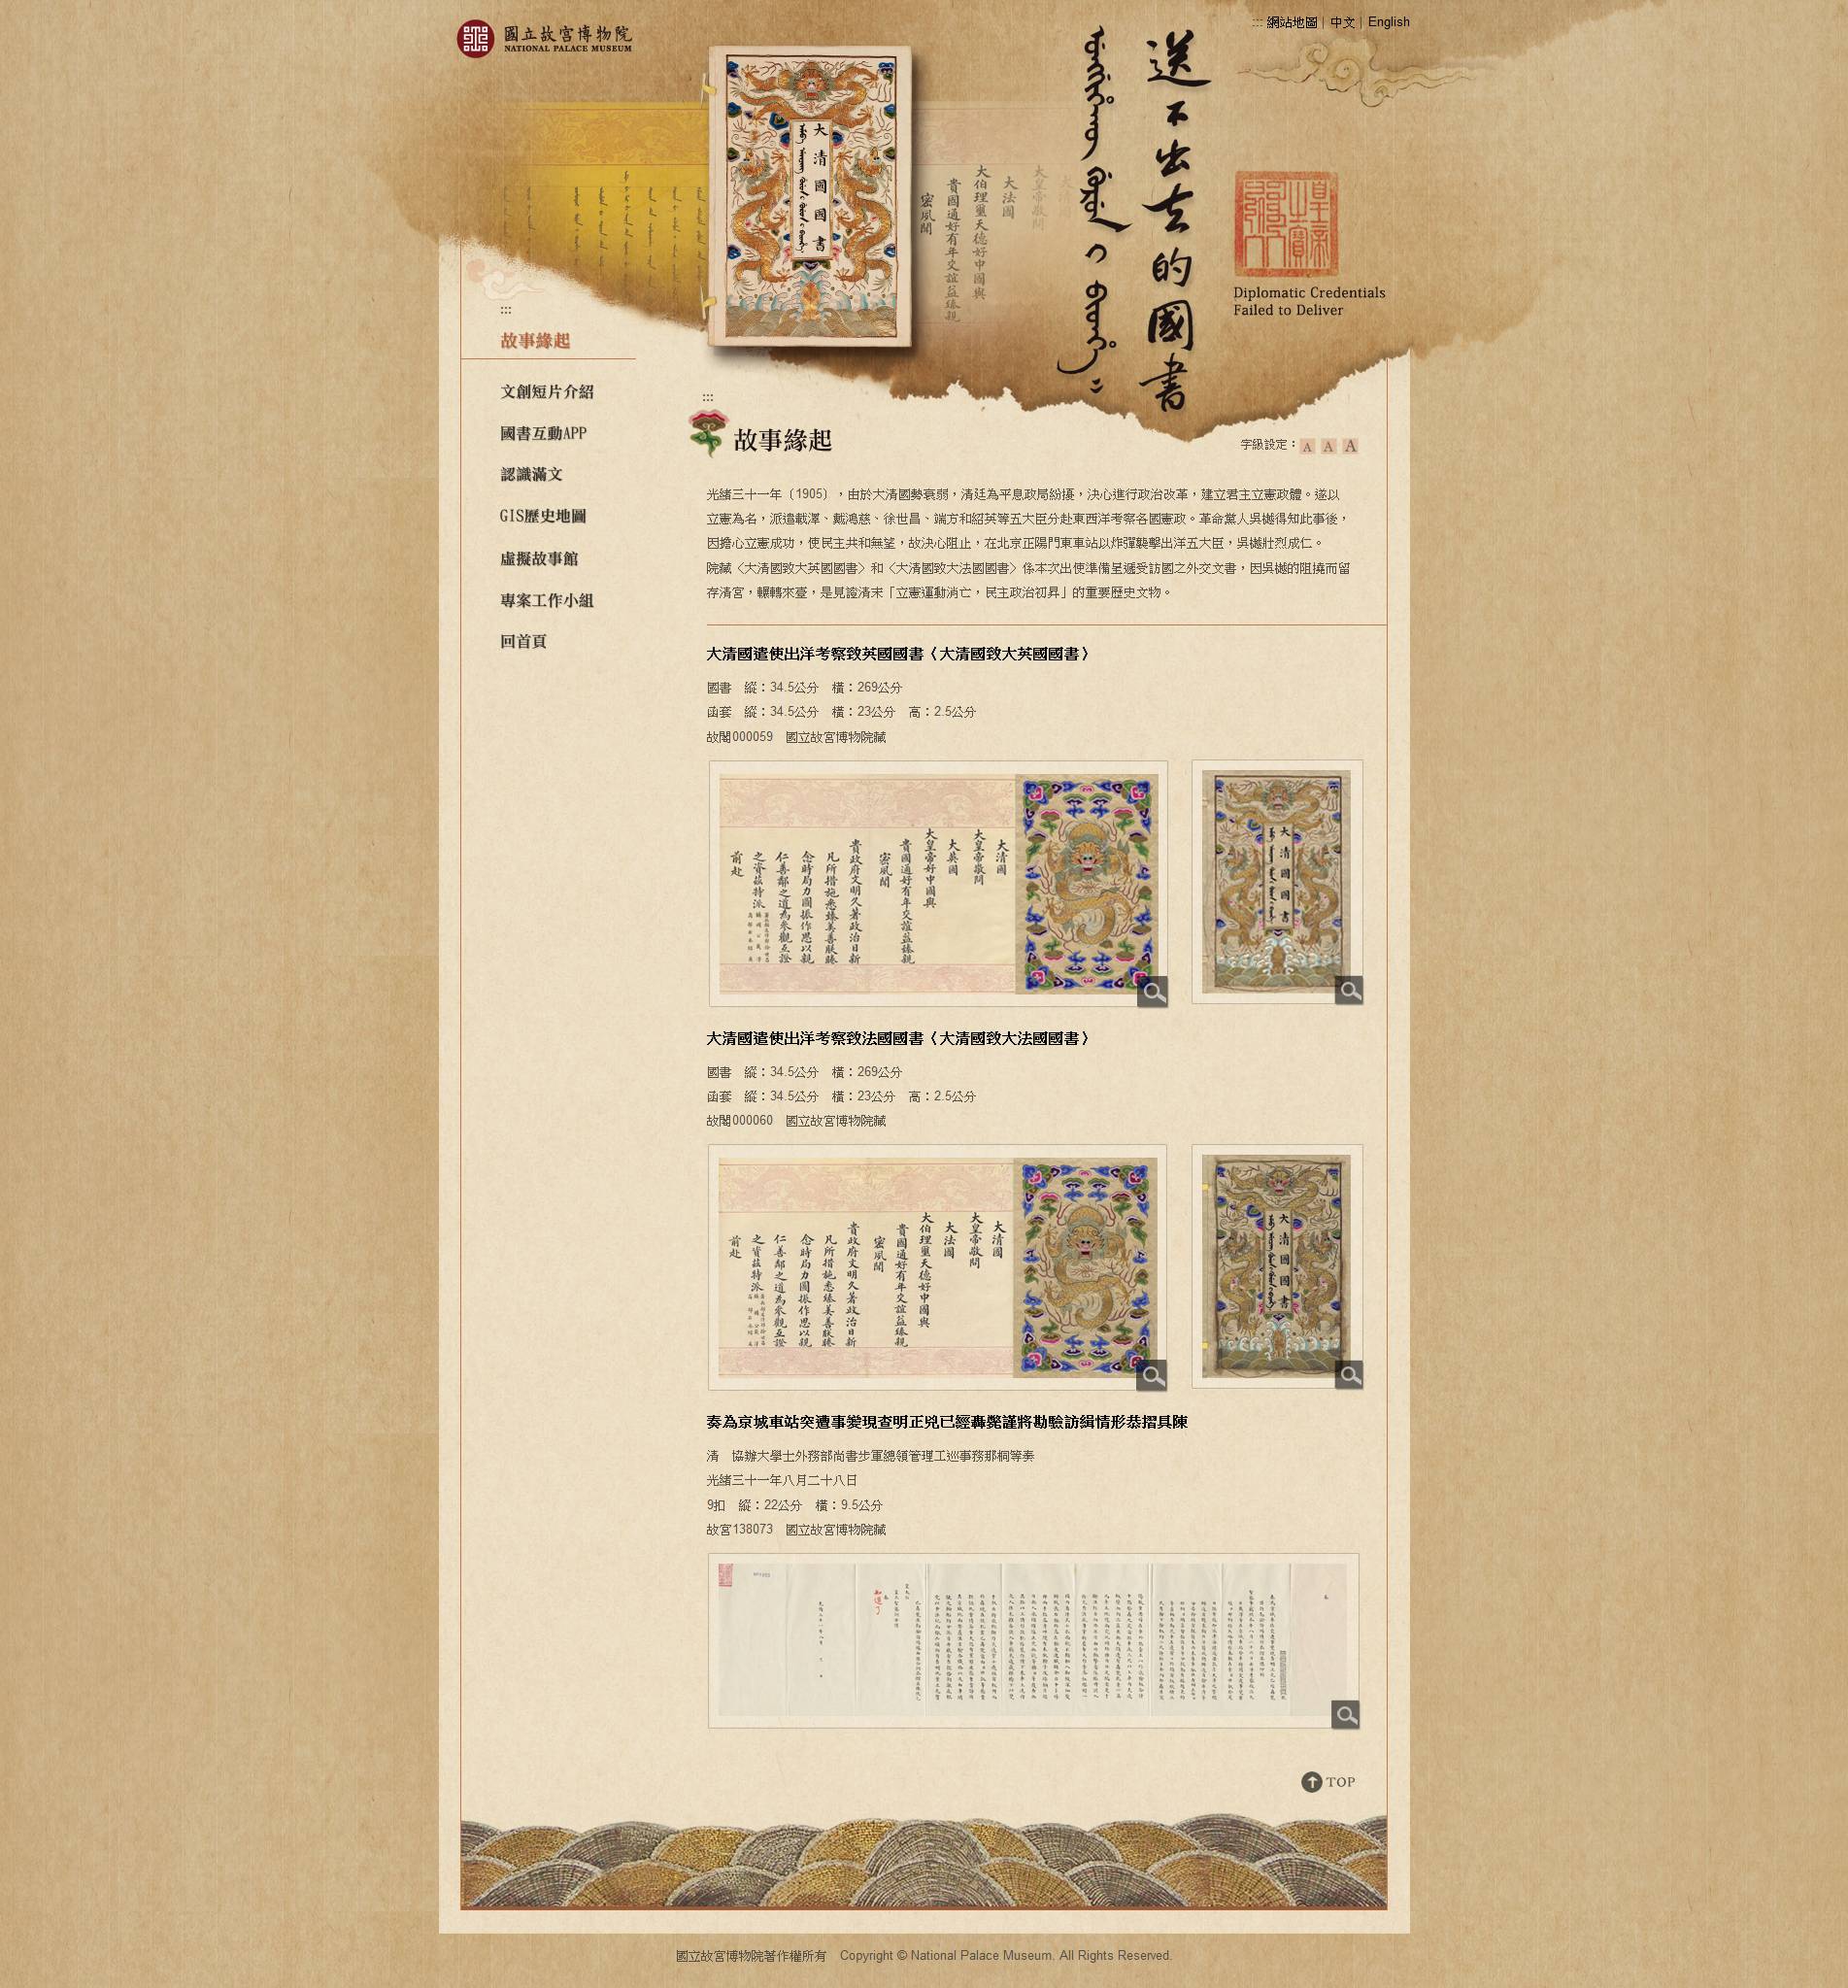 國立故宮博物院
NATIONAL PALACE MUSEUM
::: 網站地圖 | 中文 | English
送不出去的國書
Diplomatic Credentials
Failed to Deliver
大清國國書
大皇帝敬問
大法國
大伯理璽天德好中國與
貴國通好有年交誼益臻親
密夙聞
:::
故事緣起
文創短片介紹
國書互動APP
認識滿文
GIS歷史地圖
虛擬故事館
專案工作小組
回首頁
:::
故事緣起
字級設定：A A A
光緒三十一年〔1905〕，由於大清國勢衰弱，清廷為平息政局紛擾，決心進行政治改革，建立君主立憲政體。遂以
立憲為名，派遣載澤、戴鴻慈、徐世昌、端方和紹英等五大臣分赴東西洋考察各國憲政。革命黨人吳樾得知此事後，
因擔心立憲成功，使民主共和無望，故決心阻止，在北京正陽門東車站以炸彈襲擊出洋五大臣，吳樾壯烈成仁。
院藏〈大清國致大英國國書〉和〈大清國致大法國國書〉係本次出使準備呈遞受訪國之外交文書，因吳樾的阻撓而留
存清宮，輾轉來臺，是見證清末「立憲運動消亡，民主政治初昇」的重要歷史文物。
大清國遣使出洋考察致英國國書〈大清國致大英國國書〉
國書　縱：34.5公分　橫：269公分
函套　縱：34.5公分　橫：23公分　高：2.5公分
故閣000059　國立故宮博物院藏
大清國
大皇帝敬問
大英國
大皇帝好中國與
貴國通好有年交誼益臻親
密夙聞
貴政府文明久著政治日新
凡所措施悉臻美善朕睠
念時局力圖振作思以親
仁善鄰之道為參觀互證
之資茲特派
前赴
大清國國書
大清國遣使出洋考察致法國國書〈大清國致大法國國書〉
國書　縱：34.5公分　橫：269公分
函套　縱：34.5公分　橫：23公分　高：2.5公分
故閣000060　國立故宮博物院藏
大清國
大皇帝敬問
大法國
大伯理璽天德好中國與
貴國通好有年交誼益臻親
密夙聞
貴政府文明久著政治日新
凡所措施悉臻美善朕睠
念時局力圖振作思以親
仁善鄰之道為參觀互證
之資茲特派
前赴
大清國國書
奏為京城車站突遭事變現查明正兇已經轟斃謹將勘驗訪緝情形恭摺具陳
清　協辦大學士外務部尚書步軍總領管理工巡事務那桐等奏
光緒三十一年八月二十八日
9扣　縱：22公分　橫：9.5公分
故宮138073　國立故宮博物院藏
知道了
TOP
國立故宮博物院著作權所有　Copyright © National Palace Museum. All Rights Reserved.